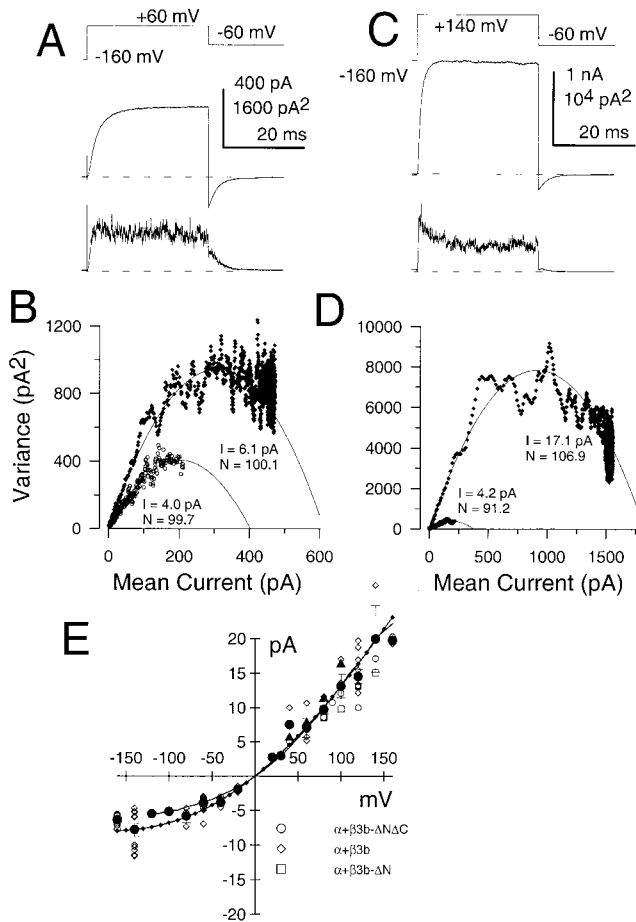 A
+60 mV
-60 mV
-160 mV
400 pA
1600 pA2
20 ms
C
+140 mV
-60 mV
-160 mV
1 nA
10⁴ pA2
20 ms
B
Variance (pA2)
1200
800
400
0
I = 6.1 pA
N = 100.1
I = 4.0 pA
N = 99.7
0 200 400 600
Mean Current (pA)
D
10000
8000
6000
4000
2000
0
I = 17.1 pA
N = 106.9
I = 4.2 pA
N = 91.2
0 500 1000 1500
Mean Current (pA)
E
pA
20
15
10
5
-150 -100 -50
50 100 150
mV
-5
-10
-15
-20
α+β3b-ΔNΔC
α+β3b
α+β3b-ΔN